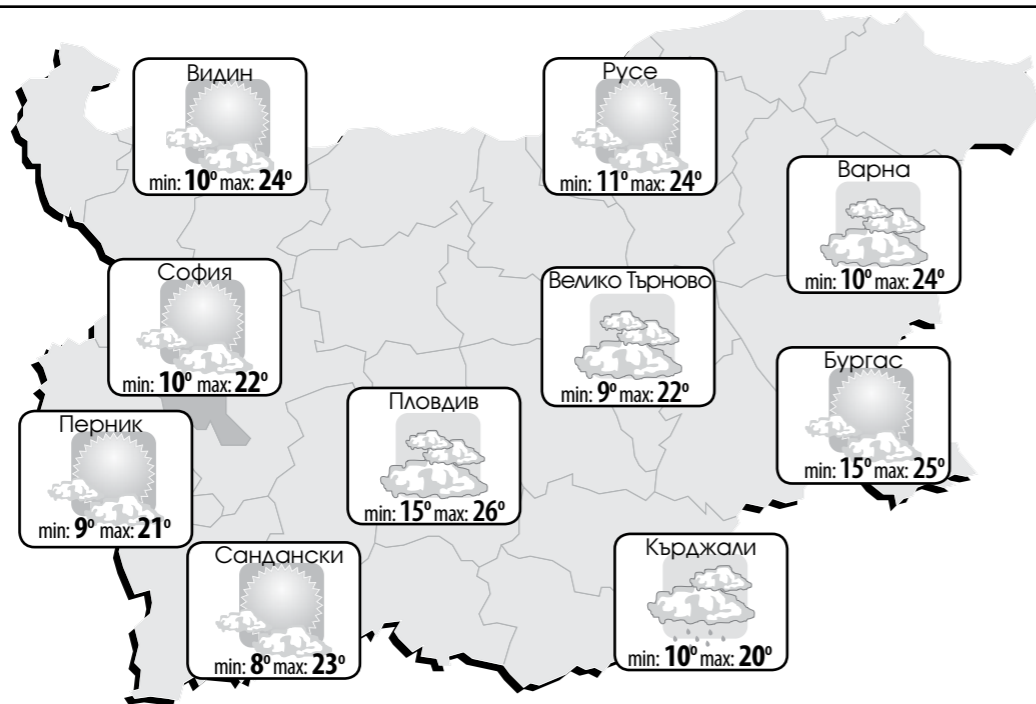 Видин
min: 10° max: 24°
Русе
min: 11° max: 24°
Варна
min: 10° max: 24°
София
min: 10° max: 22°
Велико Търново
min: 9° max: 22°
Бургас
min: 15° max: 25°
Пловдив
min: 15° max: 26°
Перник
min: 9° max: 21°
Сандански
min: 8° max: 23°
Кърджали
min: 10° max: 20°